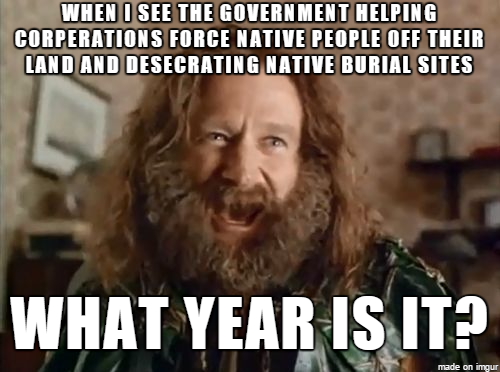 WHEN I SEE THE GOVERNMENT HELPING
CORPERATIONS FORCE NATIVE PEOPLE OFF THEIR
LAND AND DESECRATING NATIVE BURIAL SITES
WHAT YEAR IS IT?
made on imgur